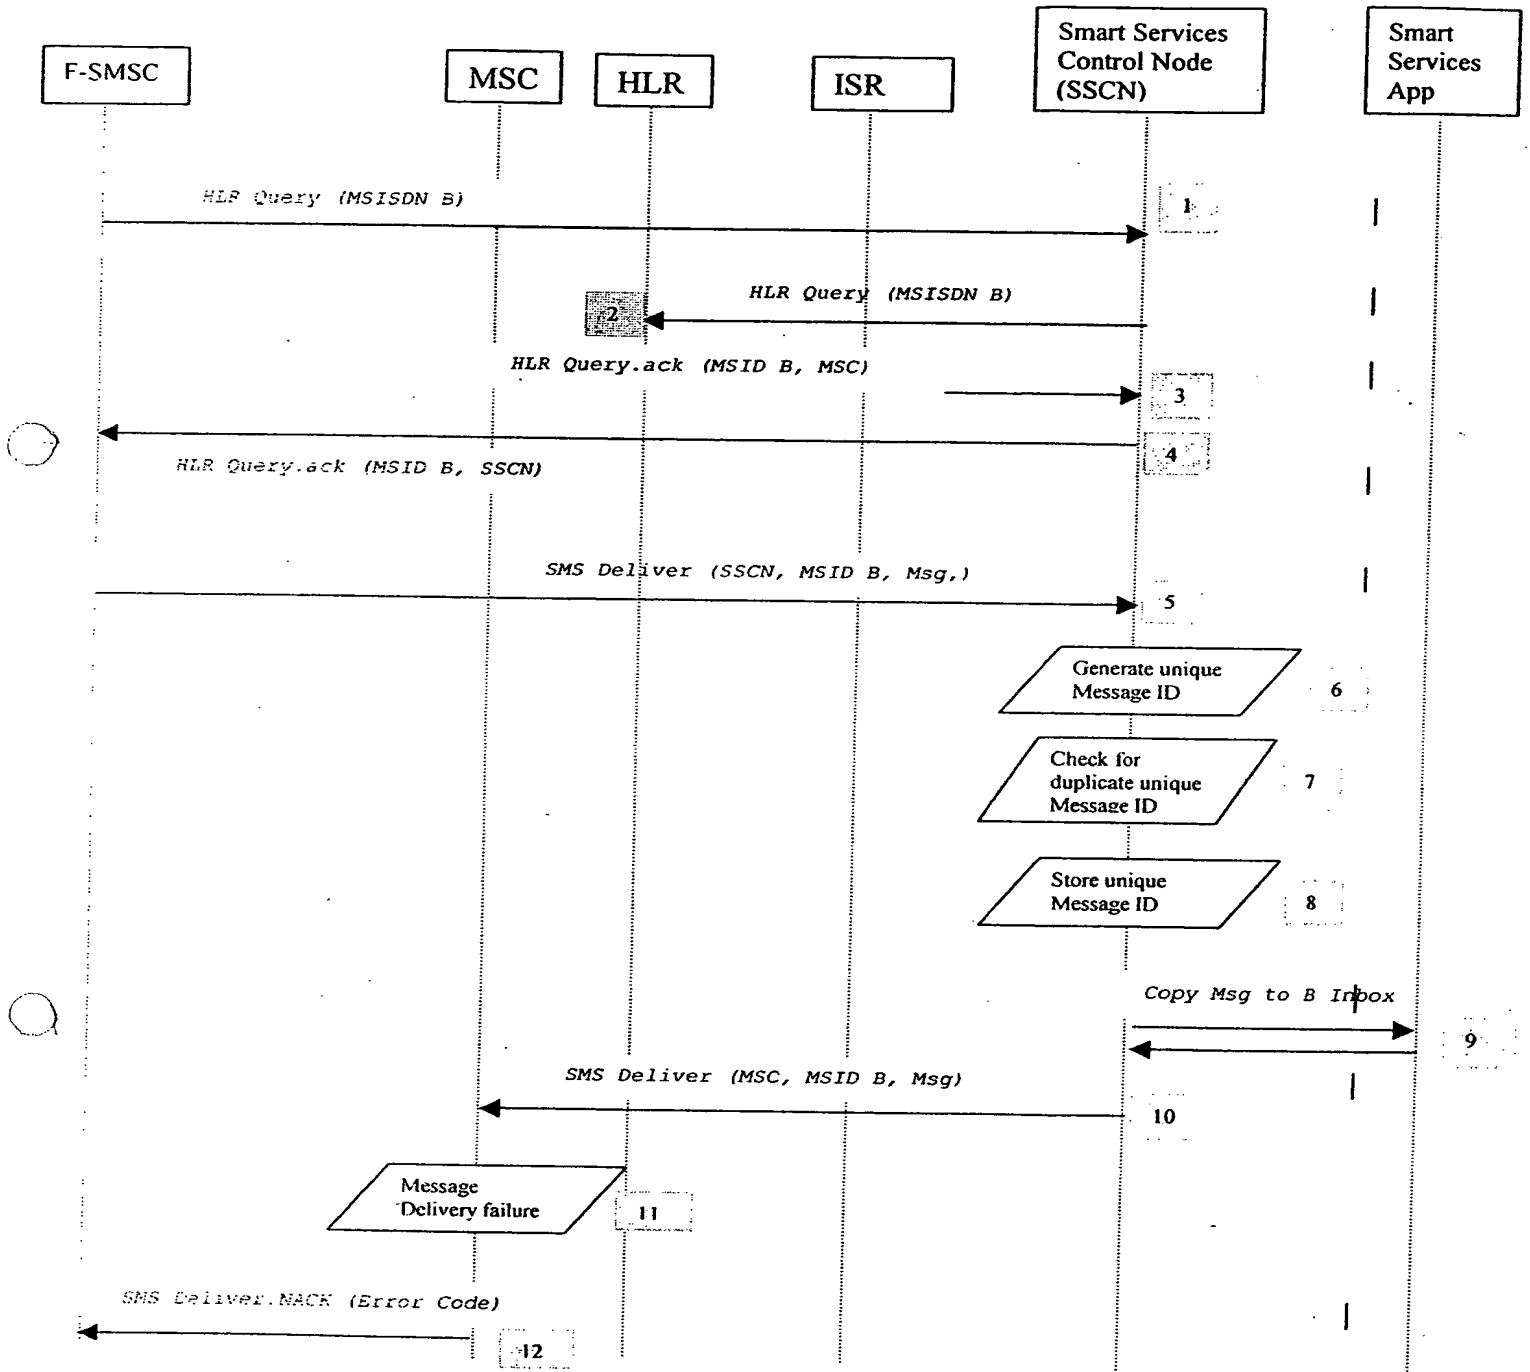 F-SMSC
MSC
HLR
ISR
Smart Services
Control Node
(SSCN)
Smart
Services
App
HLR Query (MSISDN B)
1
HLR Query (MSISDN B)
2
HLR Query.ack (MSID B, MSC)
3
4
HLR Query.ack (MSID B, SSCN)
SMS Deliver (SSCN, MSID B, Msg,)
5
Generate unique
Message ID
6
Check for
duplicate unique
Message ID
7
Store unique
Message ID
8
Copy Msg to B Inbox
9
SMS Deliver (MSC, MSID B, Msg)
10
Message
Delivery failure
11
SMS Deliver.NACK (Error Code)
12